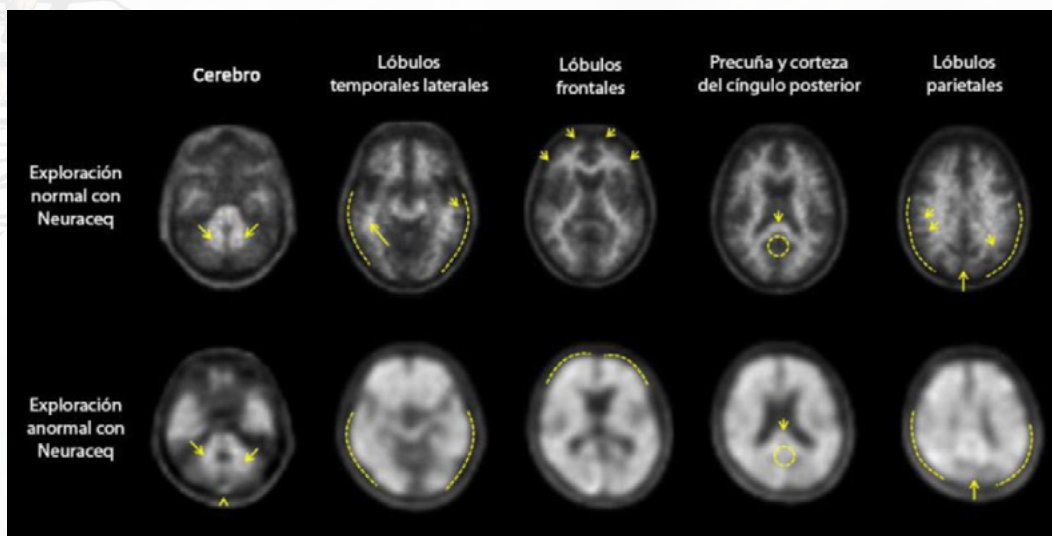 Cerebro
Lóbulos
temporales laterales
Lóbulos
frontales
Precuña y corteza
del cíngulo posterior
Lóbulos
parietales
Exploración
normal con
Neuraceq
Exploración
anormal con
Neuraceq